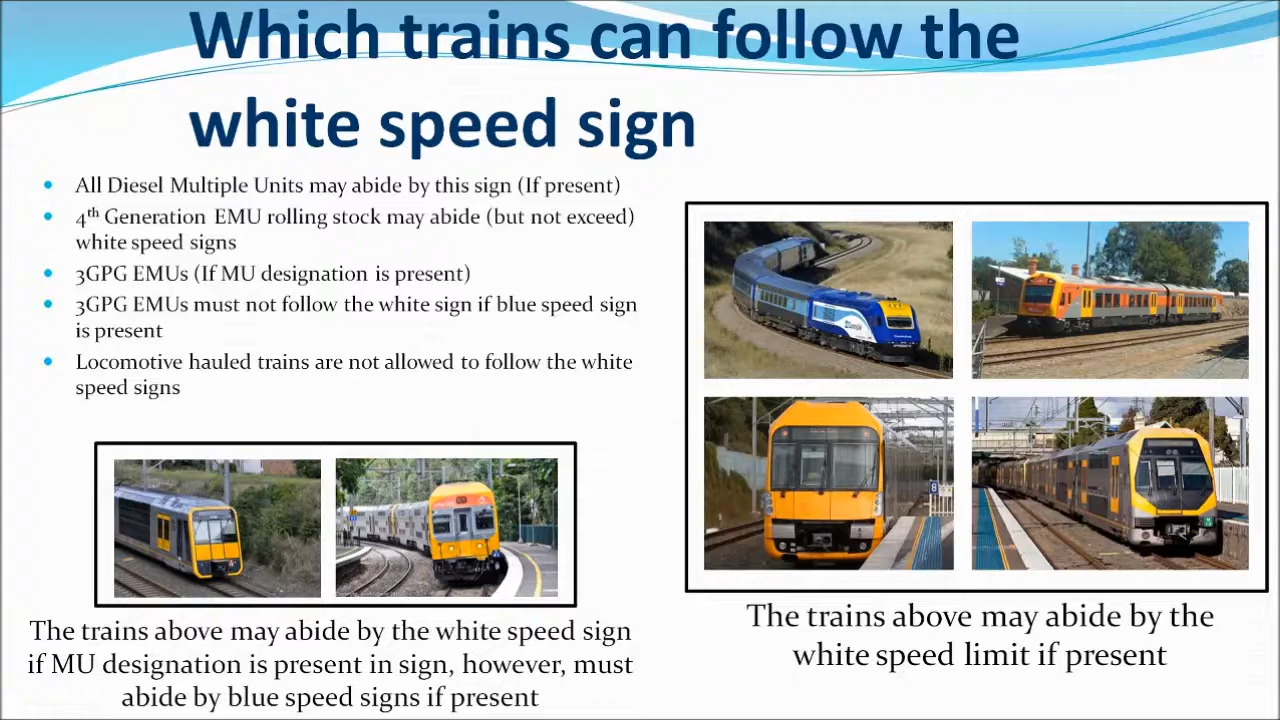 Which trains can follow the
white speed sign
All Diesel Multiple Units may abide by this sign (If present)
4th Generation EMU rolling stock may abide (but not exceed)
white speed signs
3GPG EMUs (If MU designation is present)
3GPG EMUs must not follow the white sign if blue speed sign
is present
Locomotive hauled trains are not allowed to follow the white
speed signs
The trains above may abide by the white speed sign
if MU designation is present in sign, however, must
abide by blue speed signs if present
8
The trains above may abide by the
white speed limit if present